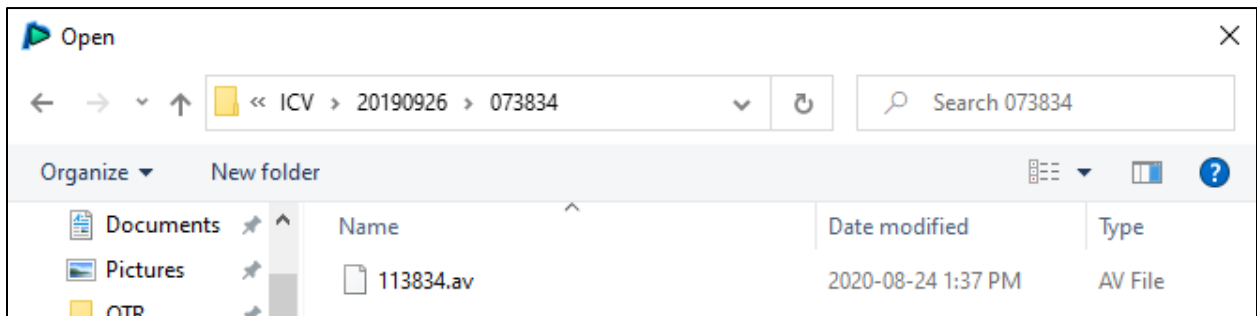 Open
« ICV > 20190926 > 073834
Search 073834
Organize New folder
Documents
Pictures
OTR
Name Date modified Type
113834.av 2020-08-24 1:37 PM AV File